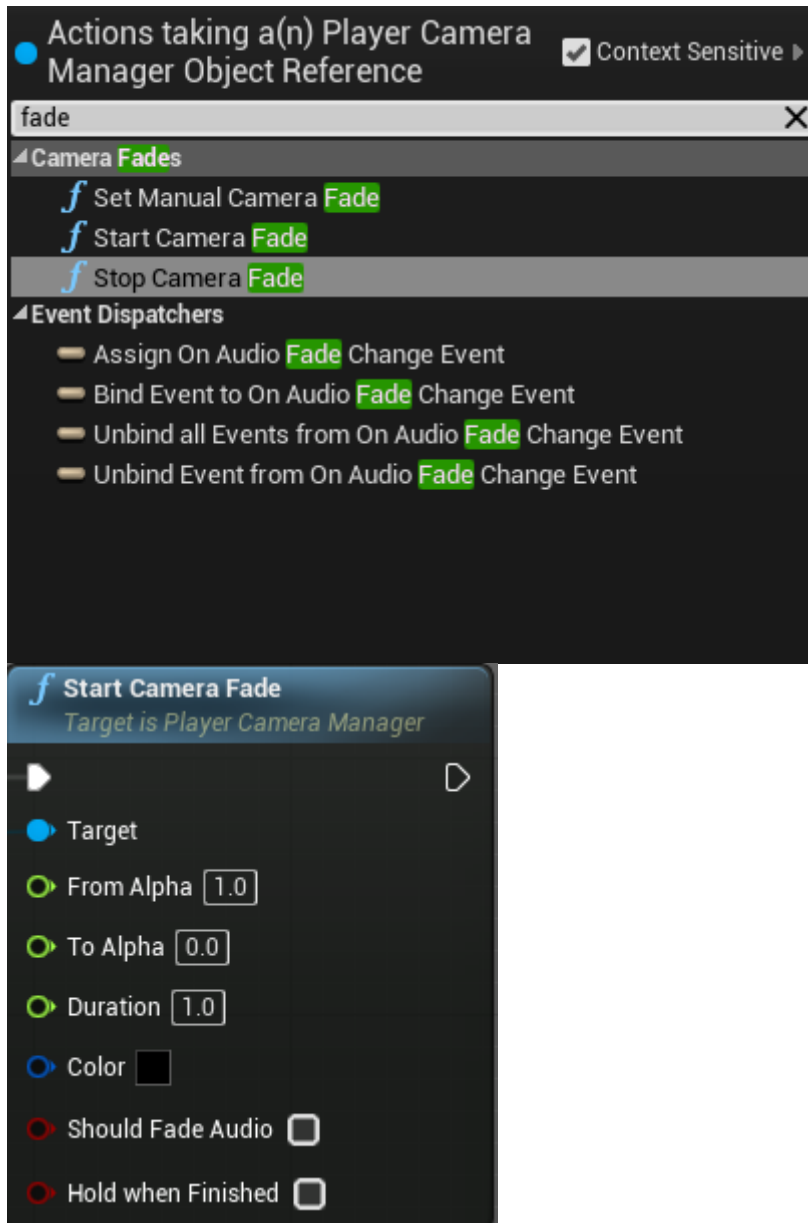 Actions taking a(n) Player Camera
Manager Object Reference
Context Sensitive
fade
Camera Fades
f Set Manual Camera Fade
f Start Camera Fade
f Stop Camera Fade
Event Dispatchers
Assign On Audio Fade Change Event
Bind Event to On Audio Fade Change Event
Unbind all Events from On Audio Fade Change Event
Unbind Event from On Audio Fade Change Event
f Start Camera Fade
Target is Player Camera Manager
Target
From Alpha 1.0
To Alpha 0.0
Duration 1.0
Color
Should Fade Audio
Hold when Finished